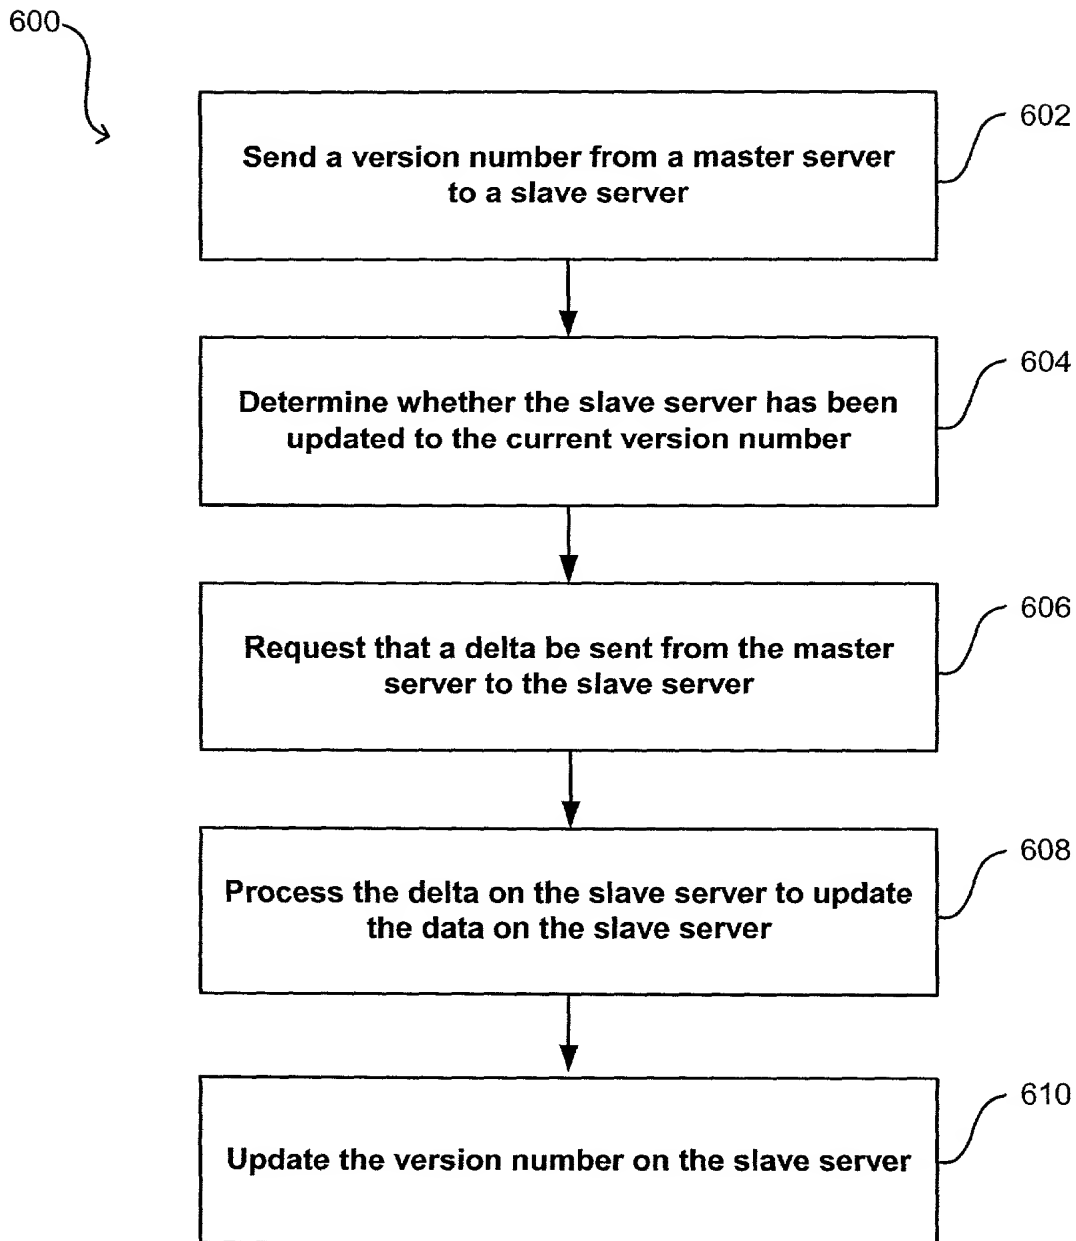 600
602
Send a version number from a master server
to a slave server
604
Determine whether the slave server has been
updated to the current version number
606
Request that a delta be sent from the master
server to the slave server
608
Process the delta on the slave server to update
the data on the slave server
610
Update the version number on the slave server